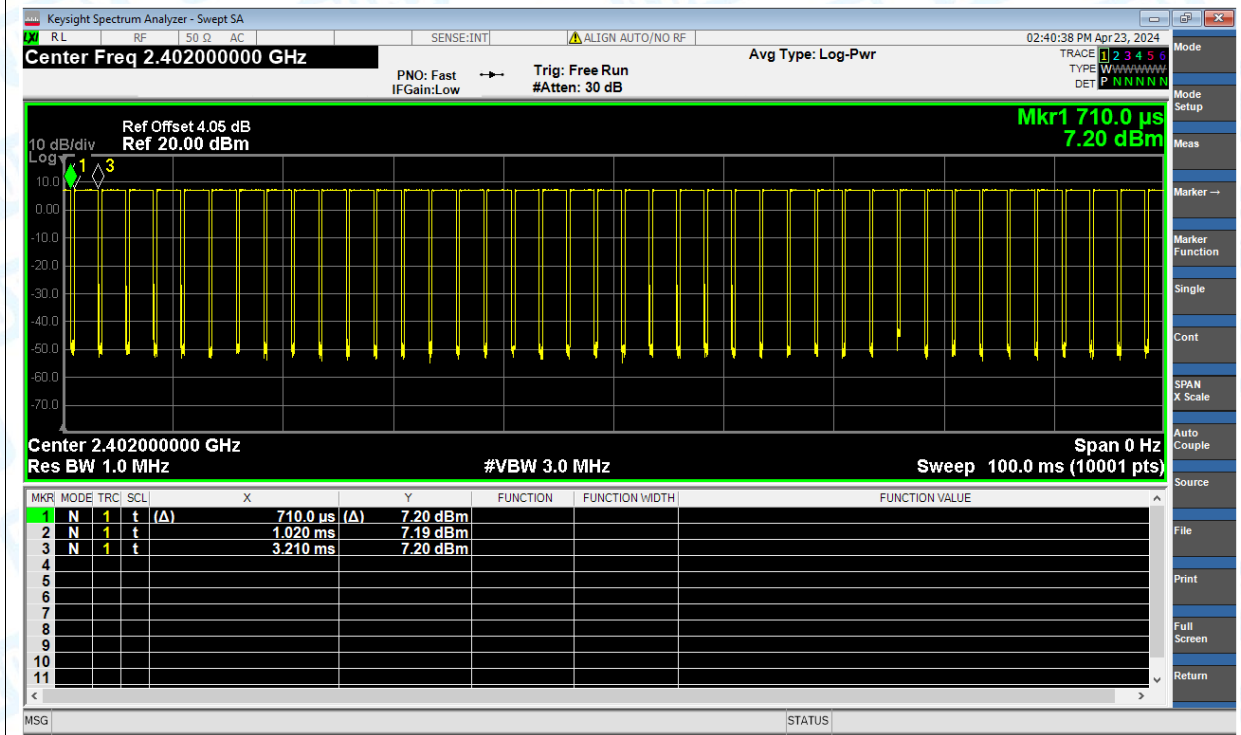 Keysight Spectrum Analyzer - Swept SA
LXI RL RF 50 Ω AC SENSE:INT ALIGN AUTO/NO RF 02:40:38 PM Apr 23, 2024
Center Freq 2.402000000 GHz
Avg Type: Log-Pwr
TRACE 1 2 3 4 5 6
TYPE WWWWWW
DET P N N N N N
PNO: Fast
IFGain:Low
Trig: Free Run
#Atten: 30 dB
Mkr1 710.0 µs
7.20 dBm
Ref Offset 4.05 dB
10 dB/div Ref 20.00 dBm
Log
1 3
10.0
0.00
-10.0
-20.0
-30.0
-40.0
-50.0
-60.0
-70.0
Center 2.402000000 GHz Span 0 Hz
Res BW 1.0 MHz #VBW 3.0 MHz Sweep 100.0 ms (10001 pts)
MKR MODE TRC SCL X Y FUNCTION FUNCTION WIDTH FUNCTION VALUE
1 N 1 t (Δ) 710.0 µs (Δ) 7.20 dBm
2 N 1 t 1.020 ms 7.19 dBm
3 N 1 t 3.210 ms 7.20 dBm
4
5
6
7
8
9
10
11
MSG STATUS
Mode
Mode
Setup
Meas
Marker →
Marker
Function
Single
Cont
SPAN
X Scale
Auto
Couple
Source
File
Print
Full
Screen
Return